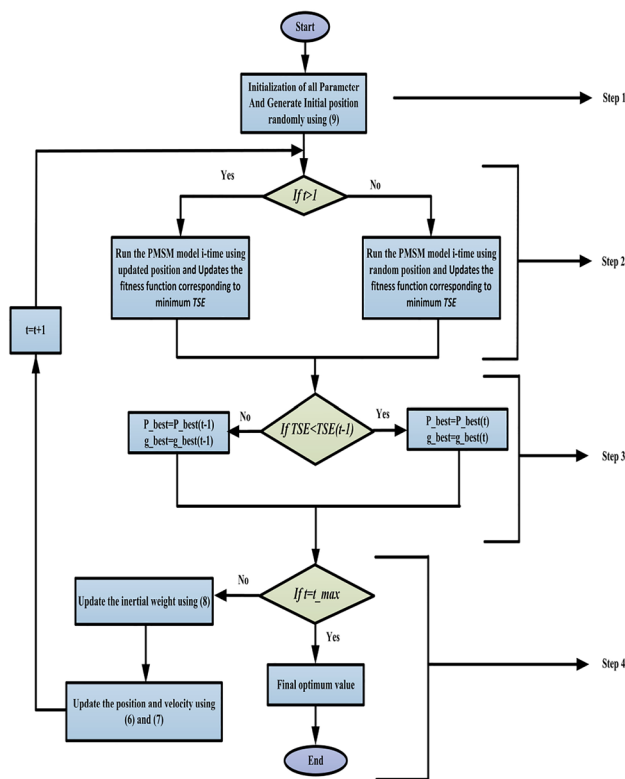 Start
Initialization of all Parameter
And Generate Initial position
randomly using (9)
Step 1
Yes
If t>1
No
Run the PMSM model i-time using
updated position and Updates the
fitness function corresponding to
minimum TSE
Run the PMSM model i-time using
random position and Updates the
fitness function corresponding to
minimum TSE
Step 2
t=t+1
P_best=P_best(t-1)
g_best=g_best(t-1)
No
If TSE<TSE(t-1)
Yes
P_best=P_best(t)
g_best=g_best(t)
Step 3
Update the inertial weight using (8)
No
If t=t_max
Yes
Update the position and velocity using
(6) and (7)
Final optimum value
Step 4
End